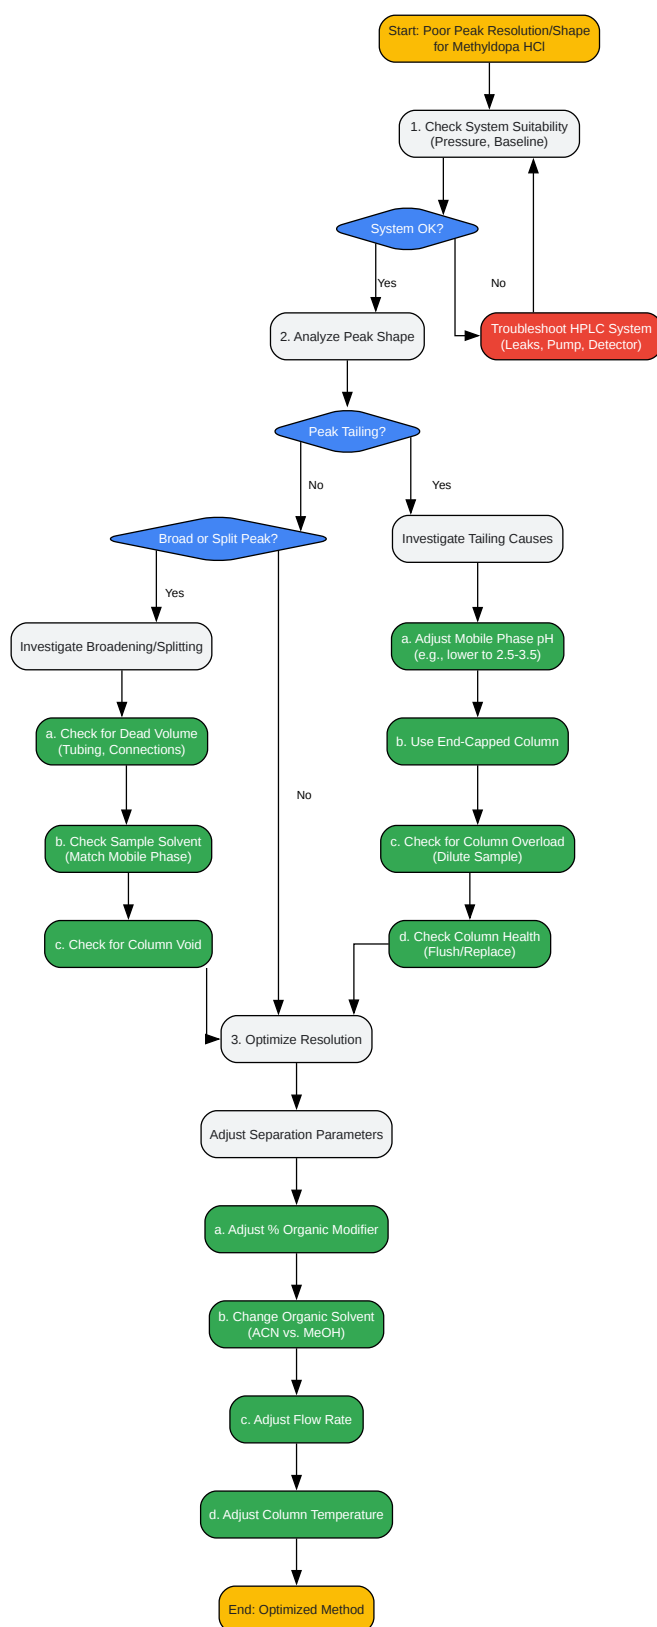 Start: Poor Peak Resolution/Shape
for Methyldopa HCl
1. Check System Suitability
(Pressure, Baseline)
System OK?
Yes
No
2. Analyze Peak Shape
Troubleshoot HPLC System
(Leaks, Pump, Detector)
Peak Tailing?
No
Yes
Broad or Split Peak?
Investigate Tailing Causes
Yes
Investigate Broadening/Splitting
a. Adjust Mobile Phase pH
(e.g., lower to 2.5-3.5)
a. Check for Dead Volume
(Tubing, Connections)
b. Use End-Capped Column
No
b. Check Sample Solvent
(Match Mobile Phase)
c. Check for Column Overload
(Dilute Sample)
c. Check for Column Void
d. Check Column Health
(Flush/Replace)
3. Optimize Resolution
Adjust Separation Parameters
a. Adjust % Organic Modifier
b. Change Organic Solvent
(ACN vs. MeOH)
c. Adjust Flow Rate
d. Adjust Column Temperature
End: Optimized Method